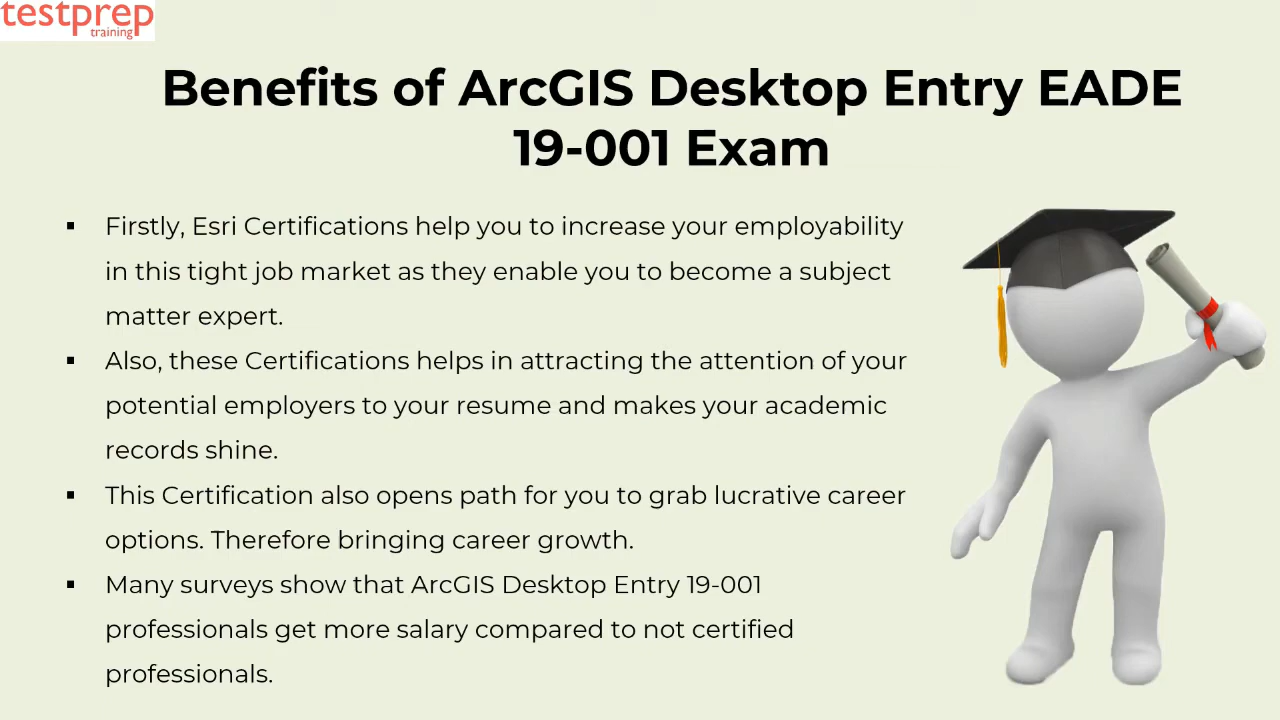 testprep
training
Benefits of ArcGIS Desktop Entry EADE
19-001 Exam
▪ Firstly, Esri Certifications help you to increase your employability
in this tight job market as they enable you to become a subject
matter expert.
▪ Also, these Certifications helps in attracting the attention of your
potential employers to your resume and makes your academic
records shine.
▪ This Certification also opens path for you to grab lucrative career
options. Therefore bringing career growth.
▪ Many surveys show that ArcGIS Desktop Entry 19-001
professionals get more salary compared to not certified
professionals.